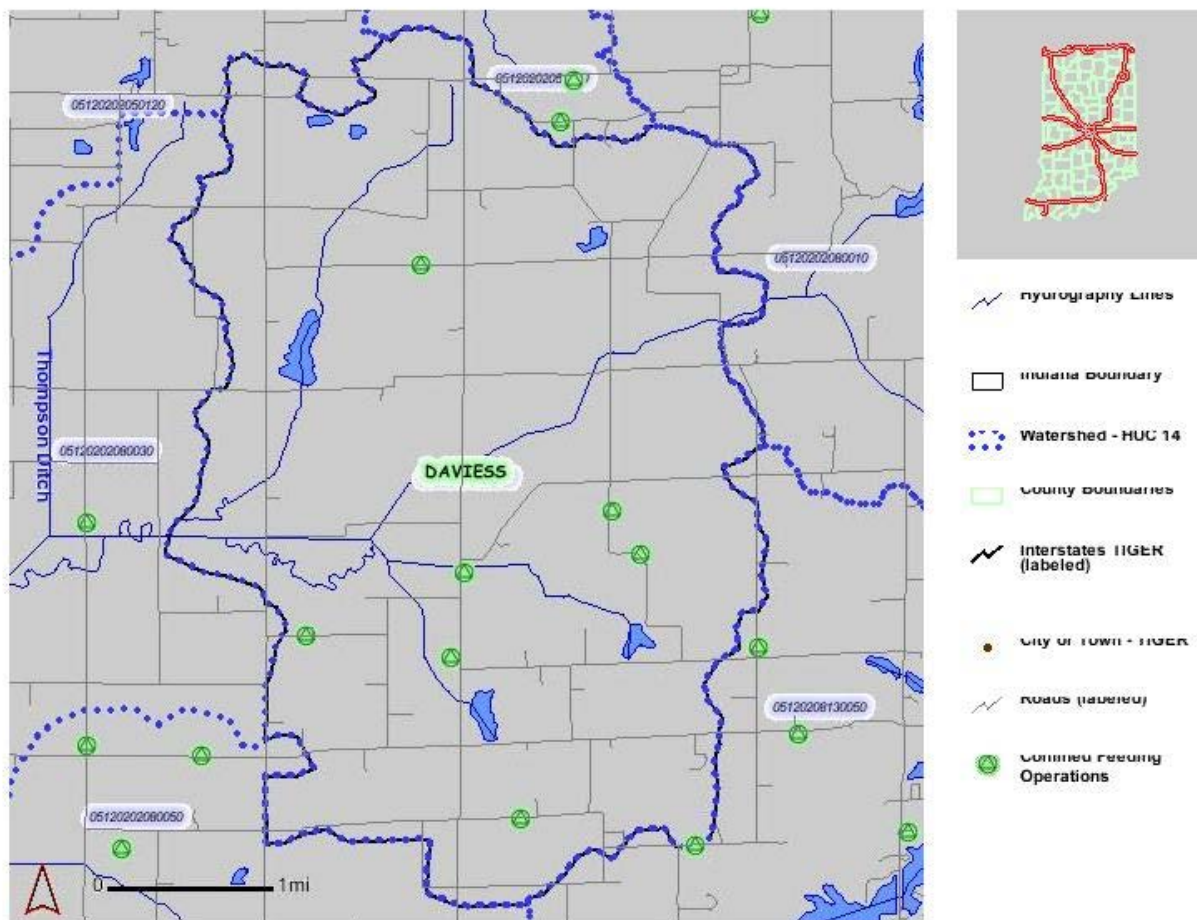 05120202050120
05120202080010
Thompson Ditch
05120202080030
DAVIESS
05120208130050
05120202080050
0 1mi
Hydrography Lines
Indiana Boundary
Watershed - HUC 14
County Boundaries
Interstates TIGER
(labeled)
City or Town - TIGER
Roads (labeled)
Confined Feeding
Operations